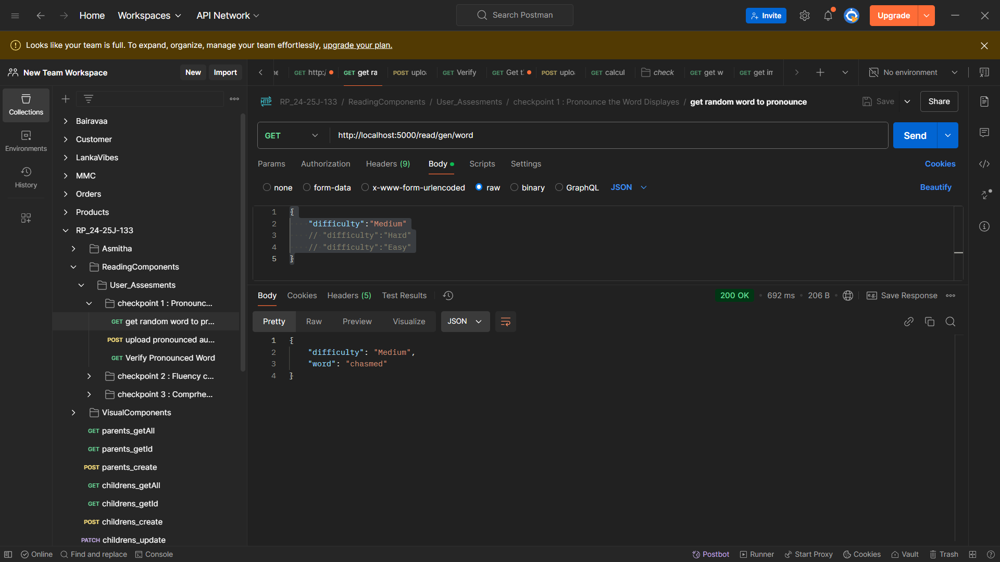 Home Workspaces API Network Search Postman Invite Upgrade
Looks like your team is full. To expand, organize, manage your team effortlessly, upgrade your plan.
New Team Workspace New Import
GET http:/ GET get ra POST uplo GET Verify GET Get t POST uplo GET calcul check GET get w GET get im No environment
Collections
Environments
History
Bairavaa
Customer
LankaVibes
MMC
Orders
Products
RP_24-25J-133
Asmitha
ReadingComponents
User_Assesments
checkpoint 1 : Pronounc...
GET get random word to pr...
POST upload pronounced au...
GET Verify Pronounced Word
checkpoint 2 : Fluency c...
checkpoint 3 : Comprhe...
VisualComponents
GET parents_getAll
GET parents_getId
POST parents_create
GET childrens_getAll
GET childrens_getId
POST childrens_create
PATCH childrens_update
HTTP RP_24-25J-133 / ReadingComponents / User_Assesments / checkpoint 1 : Pronounce the Word Displayes / get random word to pronounce Save Share
GET http://localhost:5000/read/gen/word Send
Params Authorization Headers (9) Body Scripts Settings Cookies
none form-data x-www-form-urlencoded raw binary GraphQL JSON Beautify
1 {
2 "difficulty":"Medium"
3 // "difficulty":"Hard"
4 // "difficulty":"Easy"
5 }
Body Cookies Headers (5) Test Results 200 OK 692 ms 206 B e.g. Save Response
Pretty Raw Preview Visualize JSON
1 {
2 "difficulty": "Medium",
3 "word": "chasmed"
4 }
Online Find and replace Console Postbot Runner Start Proxy Cookies Vault Trash